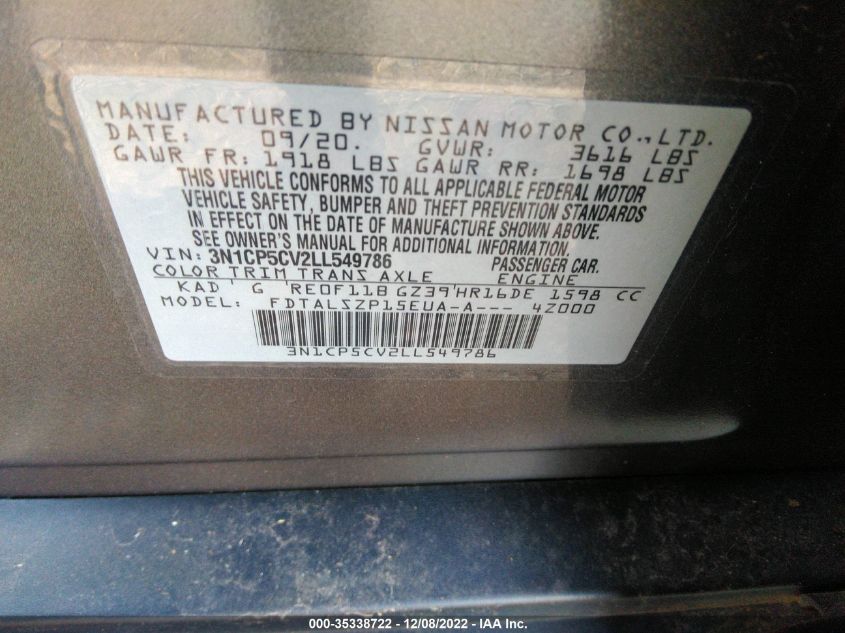 MANUFACTURED BY NISSAN MOTOR CO.,LTD.
DATE: 09/20. GVWR: 3616 LBS
GAWR FR: 1918 LBS GAWR RR: 1698 LBS
THIS VEHICLE CONFORMS TO ALL APPLICABLE FEDERAL MOTOR
VEHICLE SAFETY, BUMPER AND THEFT PREVENTION STANDARDS
IN EFFECT ON THE DATE OF MANUFACTURE SHOWN ABOVE.
SEE OWNER'S MANUAL FOR ADDITIONAL INFORMATION
VIN: 3N1CP5CV2LL549786 PASSENGER CAR.
COLOR TRIM TRANS AXLE ENGINE
KAD G RE0F11B GZ39 HR16DE 1598 CC
MODEL: FDTALSZP15EUA-A--- 4Z000
3N1CP5CV2LL549786
000-35338722 - 12/08/2022 - IAA Inc.